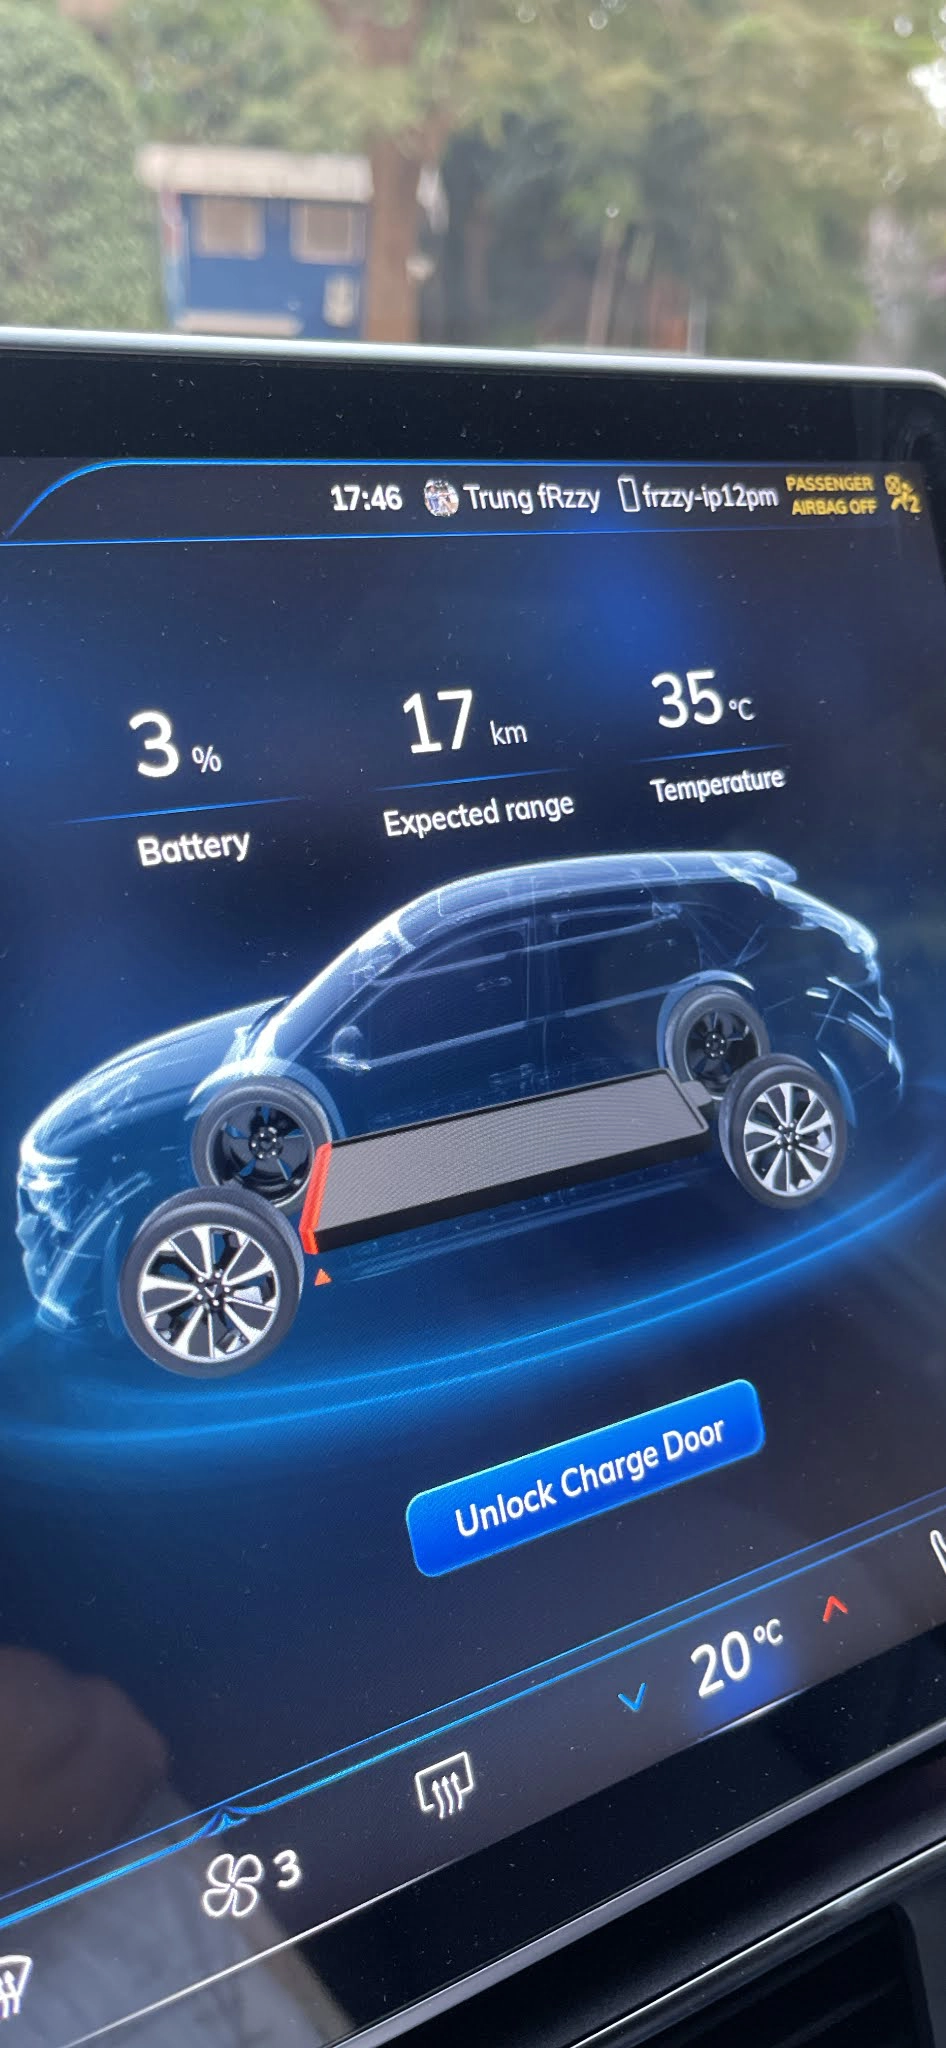 17:46 Trung fRzzy frzzy-ip12pm PASSENGER
AIRBAG OFF 2
3 % 17 km 35 °C
Battery Expected range Temperature
Unlock Charge Door
20 °C
3